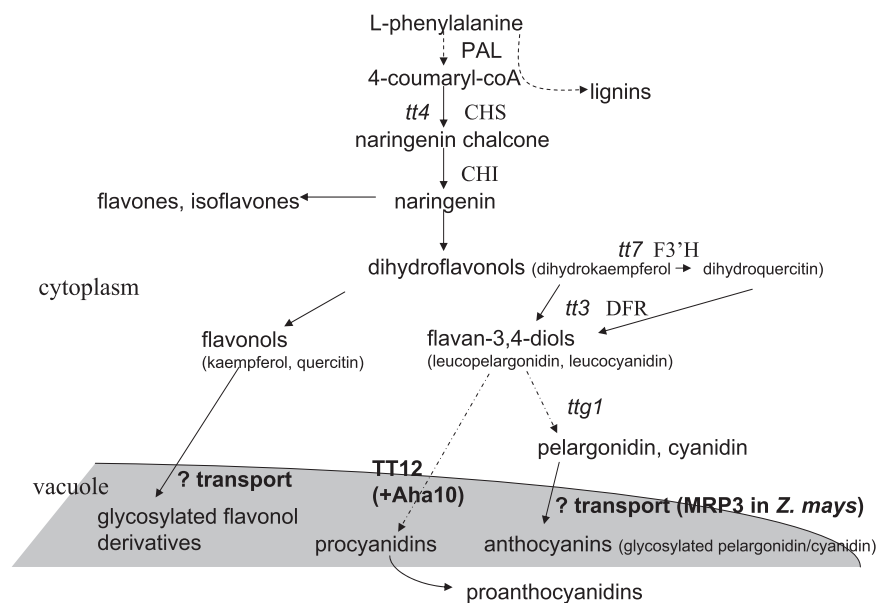 L-phenylalanine
PAL
4-coumaryl-coA
lignins
tt4 CHS
naringenin chalcone
CHI
flavones, isoflavones
naringenin
tt7 F3'H
dihydroflavonols (dihydrokaempferol dihydroquercitin)
cytoplasm
tt3 DFR
flavonols
flavan-3,4-diols
(kaempferol, quercitin)
(leucopelargonidin, leucocyanidin)
ttg1
pelargonidin, cyanidin
vacuole
? transport
TT12
(+Aha10)
? transport (MRP3 in Z. mays)
glycosylated flavonol
derivatives
procyanidins
anthocyanins (glycosylated pelargonidin/cyanidin)
proanthocyanidins